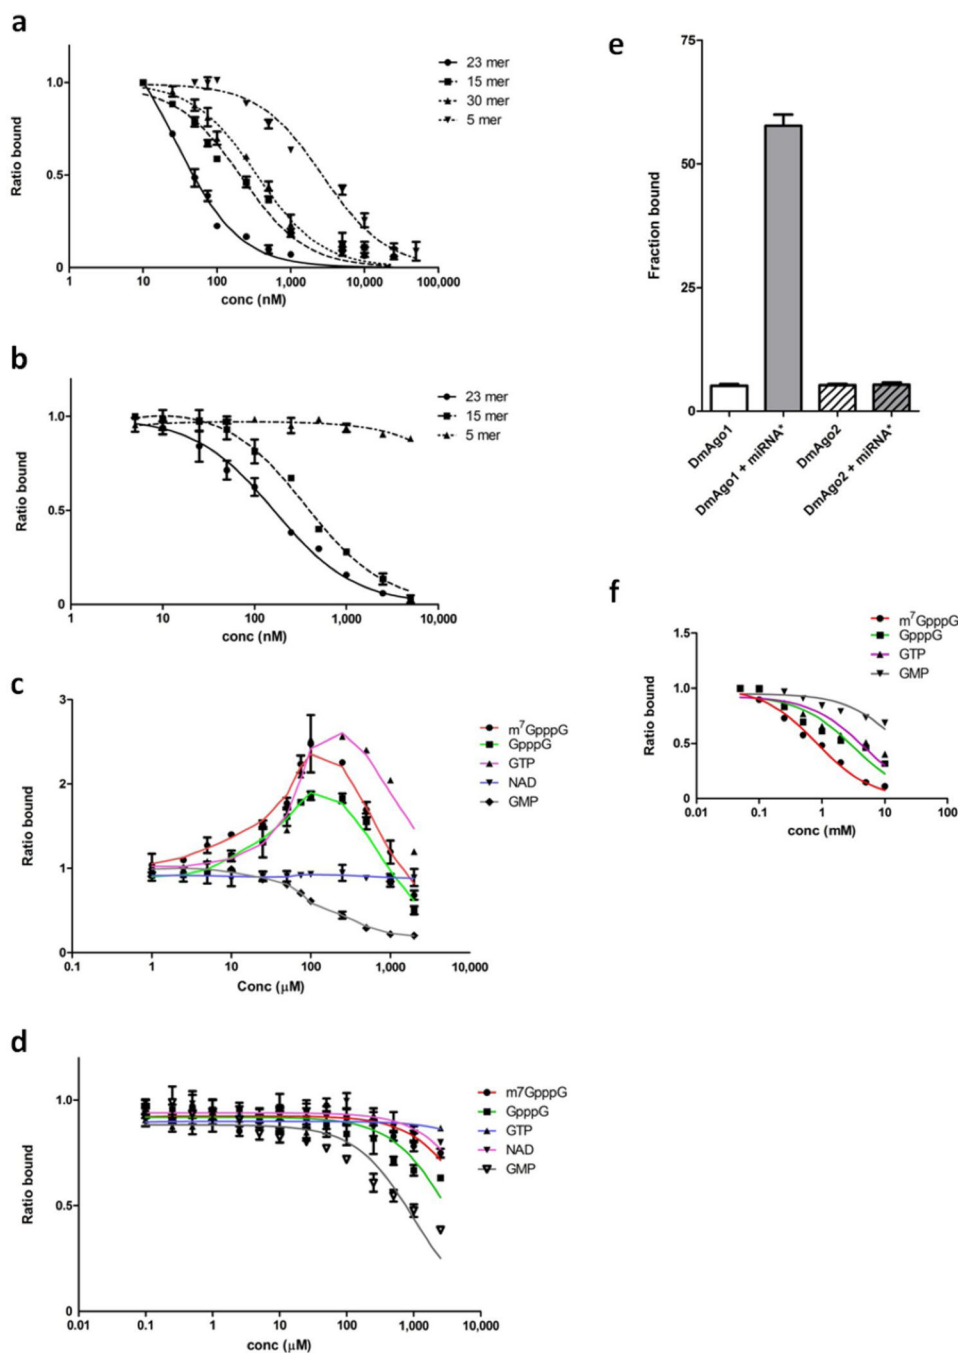 a
Ratio bound
1.0
0.5
0
1
10
100
1,000
10,000
100,000
conc (nM)
23 mer
15 mer
30 mer
5 mer
b
Ratio bound
1.0
0.5
0
1
10
100
1,000
10,000
conc (nM)
23 mer
15 mer
5 mer
c
Ratio bound
3
2
1
0
0.1
1
10
100
1,000
10,000
Conc (µM)
m⁷GpppG
GpppG
GTP
NAD
GMP
d
Ratio bound
1.0
0.5
0
0.01
0.1
1
10
100
1,000
10,000
conc (µM)
m7GpppG
GpppG
GTP
NAD
GMP
e
Fraction bound
75
50
25
0
DmAgo1
DmAgo1 + miRNA*
DmAgo2
DmAgo2 + miRNA*
f
Ratio bound
1.5
1.0
0.5
0
0.01
0.1
1
10
100
conc (mM)
m⁷GpppG
GpppG
GTP
GMP